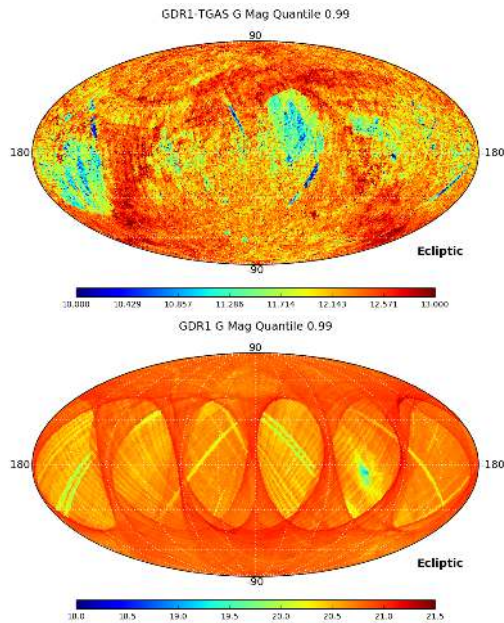 GDR1-TGAS G Mag Quantile 0.99
90
180
180
90
Ecliptic
10.000 10.429 10.857 11.286 11.714 12.143 12.571 13.000
GDR1 G Mag Quantile 0.99
90
180
180
90
Ecliptic
18.0 18.5 19.0 19.5 20.0 20.5 21.0 21.5